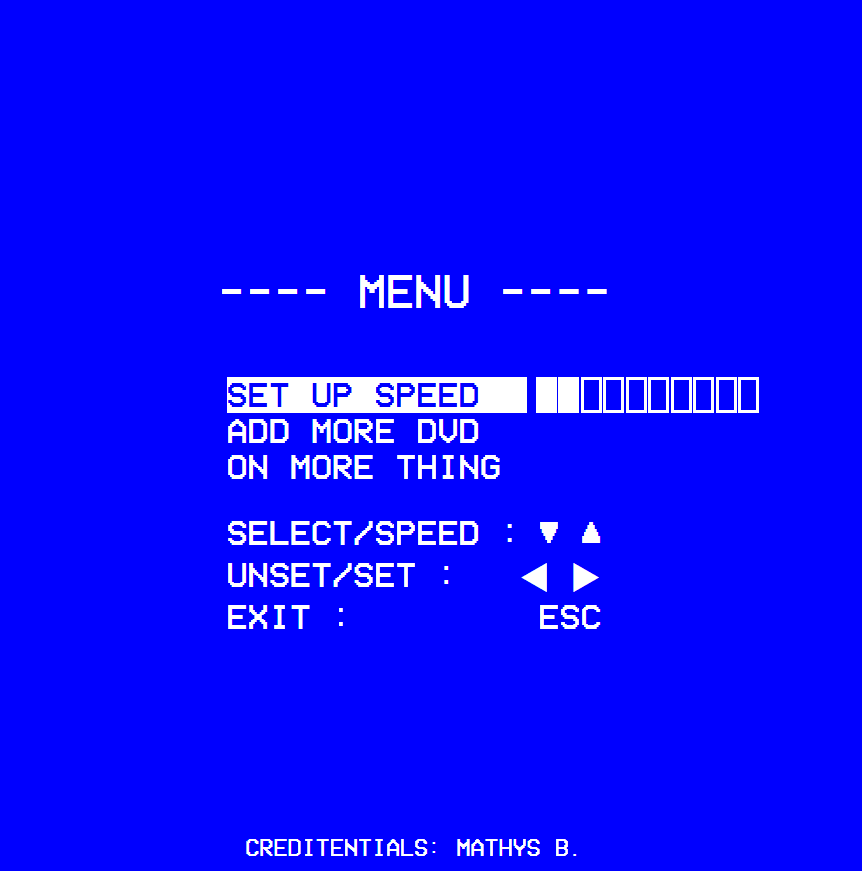 ---- MENU ----
SET UP SPEED
ADD MORE DVD
ON MORE THING
SELECT/SPEED : ▼ ▲
UNSET/SET : ◀ ▶
EXIT : ESC
CREDITENTIALS: MATHYS B.